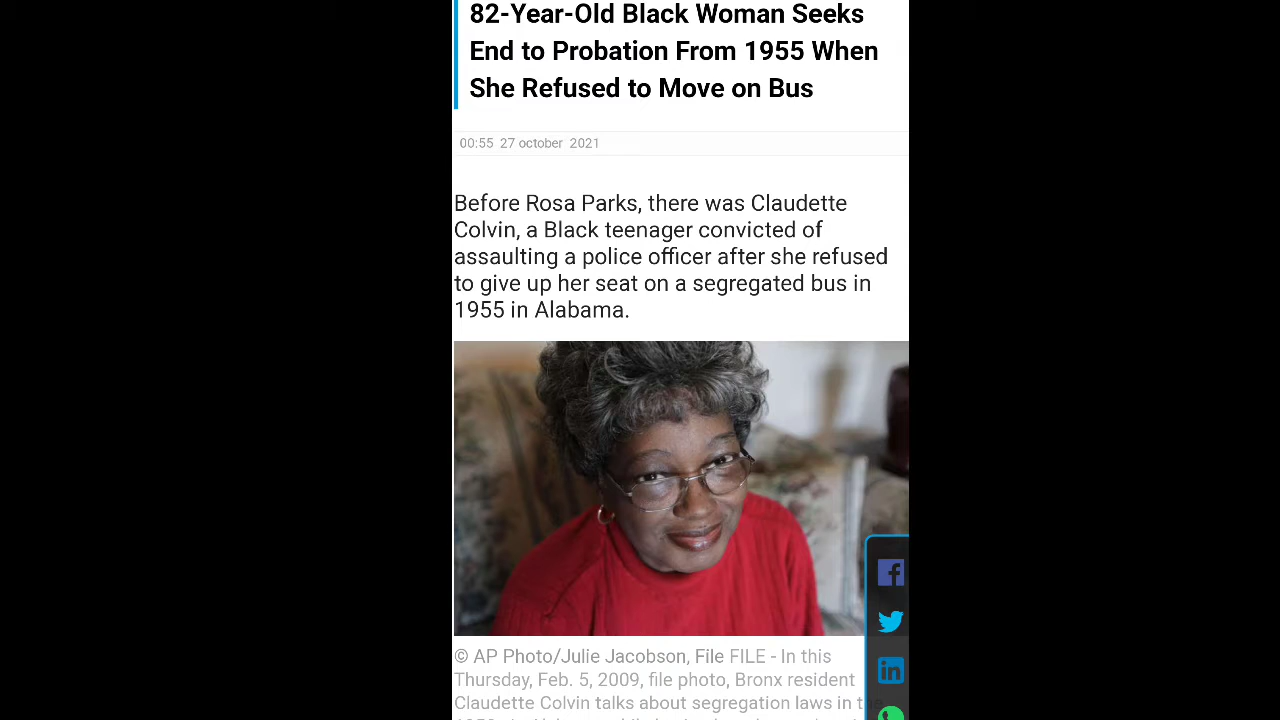 82-Year-Old Black Woman Seeks
End to Probation From 1955 When
She Refused to Move on Bus
00:55 27 october 2021
Before Rosa Parks, there was Claudette
Colvin, a Black teenager convicted of
assaulting a police officer after she refused
to give up her seat on a segregated bus in
1955 in Alabama.
© AP Photo/Julie Jacobson, File FILE - In this
Thursday, Feb. 5, 2009, file photo, Bronx resident
Claudette Colvin talks about segregation laws in the